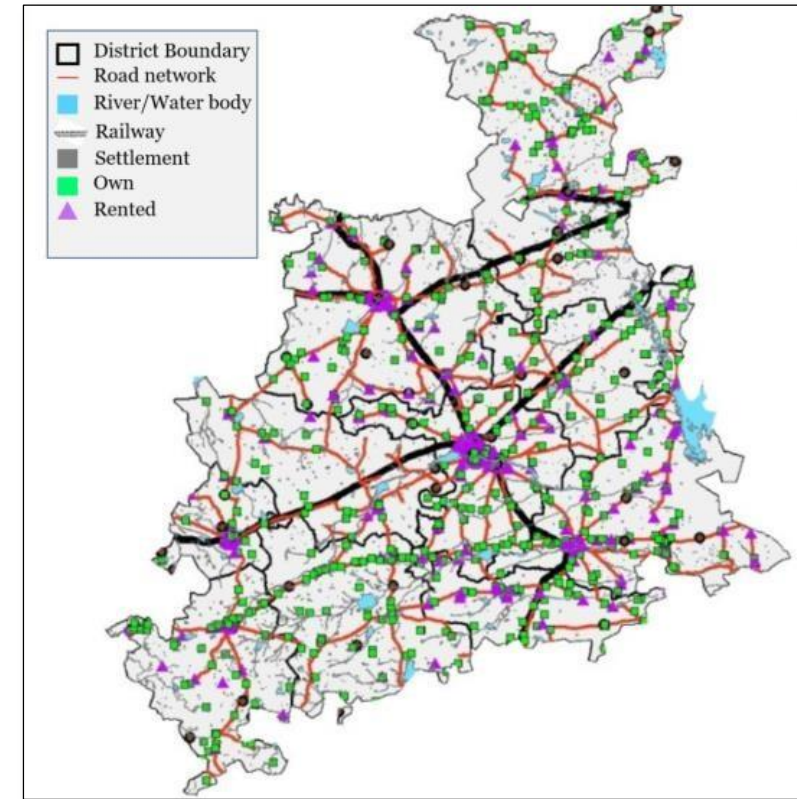 District Boundary
Road network
River/Water body
Railway
Settlement
Own
Rented